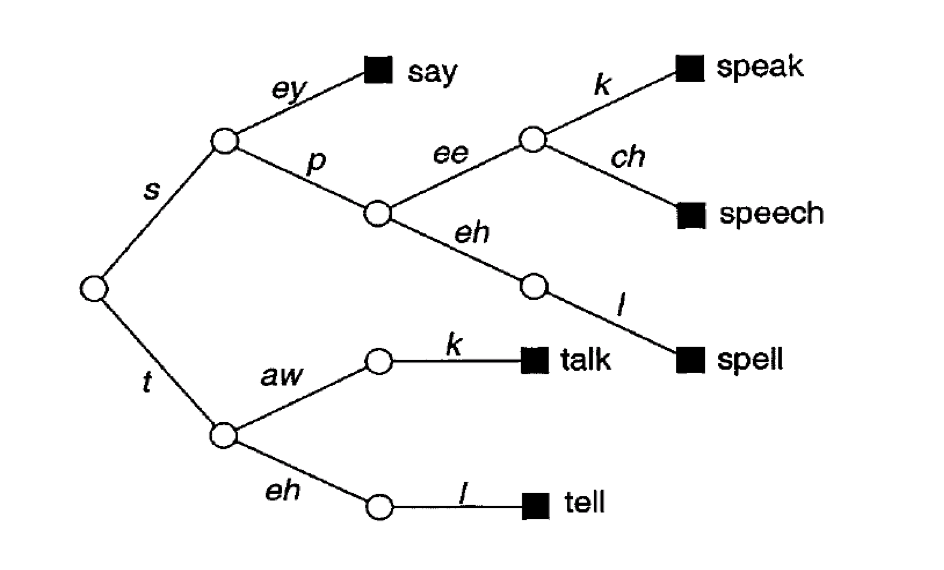 ey say
k speak
s p ee ch
speech
eh
l
spell
t aw k talk
eh l tell